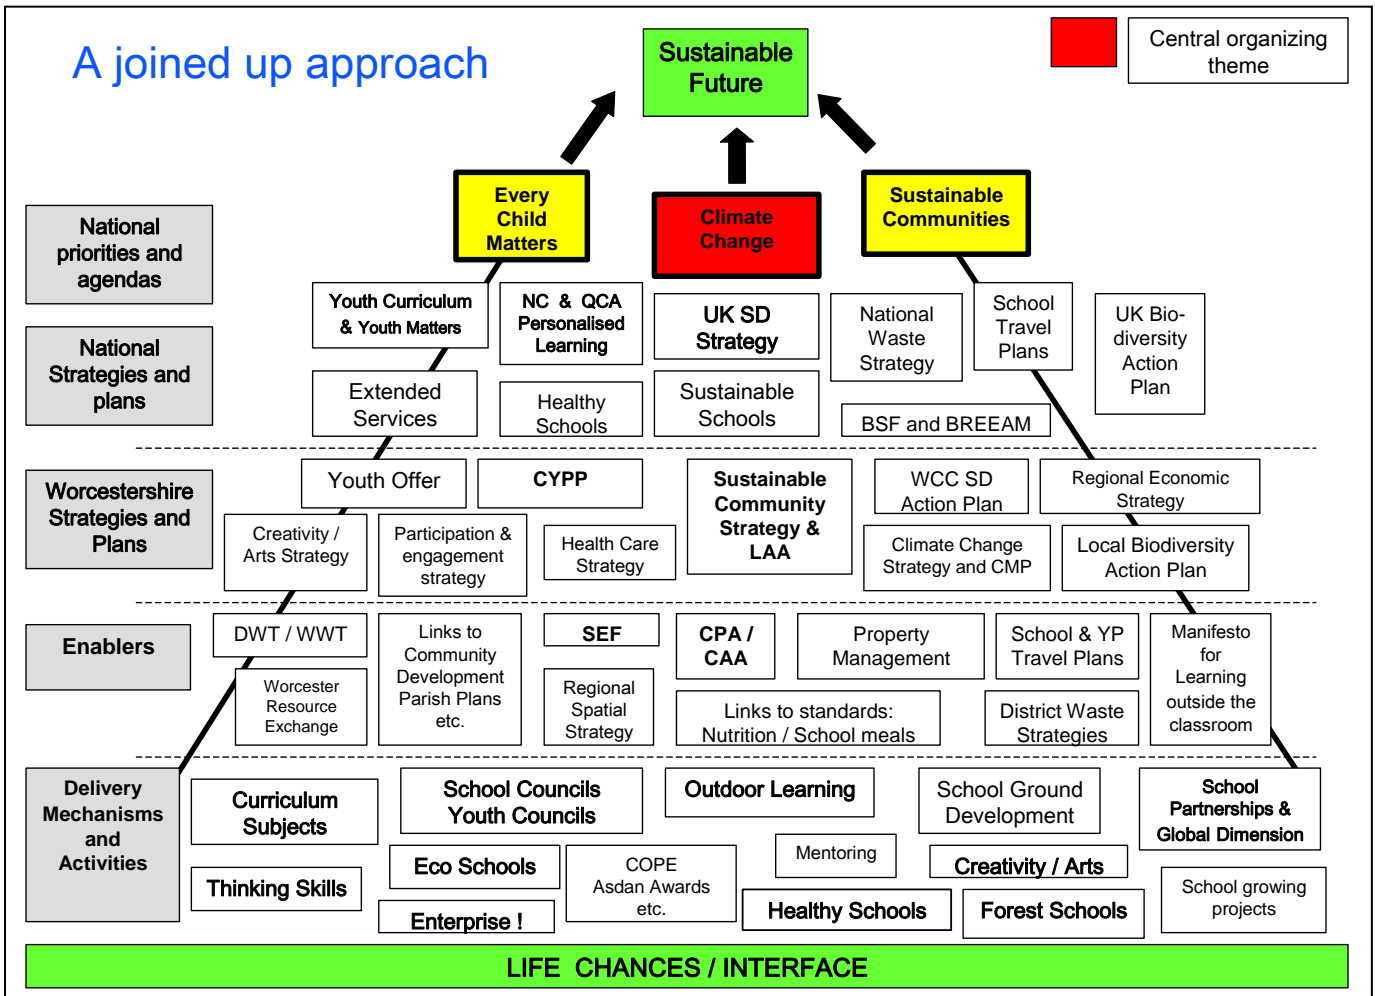 A joined up approach
Sustainable
Future
Central organizing
theme
Every
Child
Matters
Climate
Change
Sustainable
Communities
National
priorities and
agendas
Youth Curriculum
& Youth Matters
NC & QCA
Personalised
Learning
UK SD
Strategy
National
Waste
Strategy
School
Travel
Plans
UK Bio-
diversity
Action
Plan
National
Strategies and
plans
Extended
Services
Healthy
Schools
Sustainable
Schools
BSF and BREEAM
Worcestershire
Strategies and
Plans
Youth Offer
CYPP
Sustainable
Community
Strategy &
LAA
WCC SD
Action Plan
Regional Economic
Strategy
Creativity /
Arts Strategy
Participation &
engagement
strategy
Health Care
Strategy
Climate Change
Strategy and CMP
Local Biodiversity
Action Plan
Enablers
DWT / WWT
Links to
Community
Development
Parish Plans
etc.
SEF
CPA /
CAA
Property
Management
School & YP
Travel Plans
Manifesto
for
Learning
outside the
classroom
Worcester
Resource
Exchange
Regional
Spatial
Strategy
Links to standards:
Nutrition / School meals
District Waste
Strategies
Delivery
Mechanisms
and
Activities
Curriculum
Subjects
School Councils
Youth Councils
Outdoor Learning
School Ground
Development
School
Partnerships &
Global Dimension
Thinking Skills
Eco Schools
COPE
Asdan Awards
etc.
Mentoring
Creativity / Arts
School growing
projects
Enterprise !
Healthy Schools
Forest Schools
LIFE CHANCES / INTERFACE